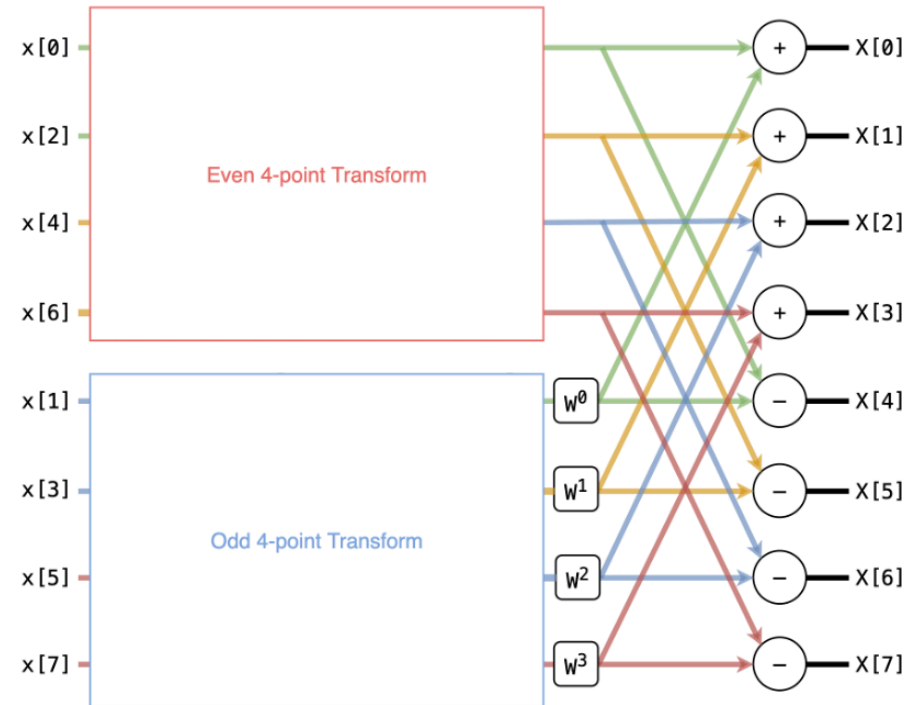 x[0]
+
X[0]
x[2]
+
X[1]
Even 4-point Transform
x[4]
+
X[2]
x[6]
+
X[3]
x[1]
W⁰
−
X[4]
x[3]
W¹
−
X[5]
Odd 4-point Transform
x[5]
W²
−
X[6]
x[7]
W³
−
X[7]